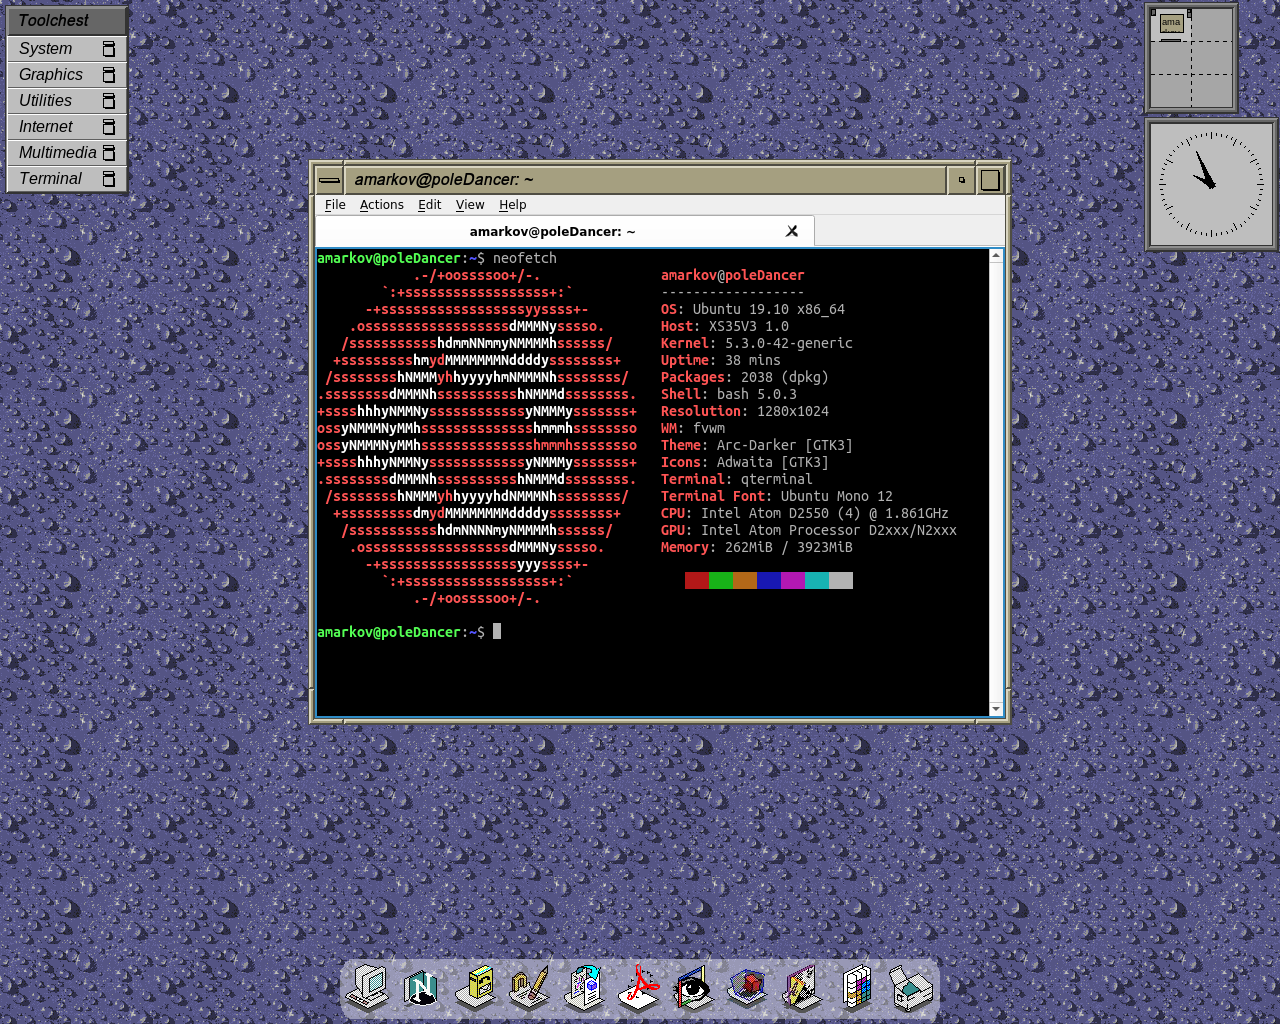 Toolchest
System
Graphics
Utilities
Internet
Multimedia
Terminal
ama
amarkov@poleDancer: ~
File Actions Edit View Help
amarkov@poleDancer: ~
amarkov@poleDancer:~$ neofetch
.-/+oossssoo+/-. amarkov@poleDancer
`:+ssssssssssssssssss+:` ------------------
-+ssssssssssssssssssyyssss+- OS: Ubuntu 19.10 x86_64
.ossssssssssssssssssdMMMNysssso. Host: XS35V3 1.0
/ssssssssssshdmmNNmmyNMMMMhssssss/ Kernel: 5.3.0-42-generic
+ssssssssshmydMMMMMMMNddddyssssssss+ Uptime: 38 mins
/sssssssshNMMMyhhyyyyhmNMMMNhssssssss/ Packages: 2038 (dpkg)
.ssssssssdMMMNhsssssssssshNMMMdssssssss. Shell: bash 5.0.3
+sssshhhyNMMNyssssssssssssyNMMMysssssss+ Resolution: 1280x1024
ossyNMMMNyMMhsssssssssssssshmmmhssssssso WM: fvwm
ossyNMMMNyMMhsssssssssssssshmmmhssssssso Theme: Arc-Darker [GTK3]
+sssshhhyNMMNyssssssssssssyNMMMysssssss+ Icons: Adwaita [GTK3]
.ssssssssdMMMNhsssssssssshNMMMdssssssss. Terminal: qterminal
/sssssssshNMMMyhhyyyyhdNMMMNhssssssss/ Terminal Font: Ubuntu Mono 12
+sssssssssdmydMMMMMMMMddddyssssssss+ CPU: Intel Atom D2550 (4) @ 1.861GHz
/ssssssssssshdmNNNNmyNMMMMhssssss/ GPU: Intel Atom Processor D2xxx/N2xxx
.ossssssssssssssssssdMMMNysssso. Memory: 262MiB / 3923MiB
-+sssssssssssssssssyyyssss+-
`:+ssssssssssssssssss+:`
.-/+oossssoo+/-.
amarkov@poleDancer:~$
N